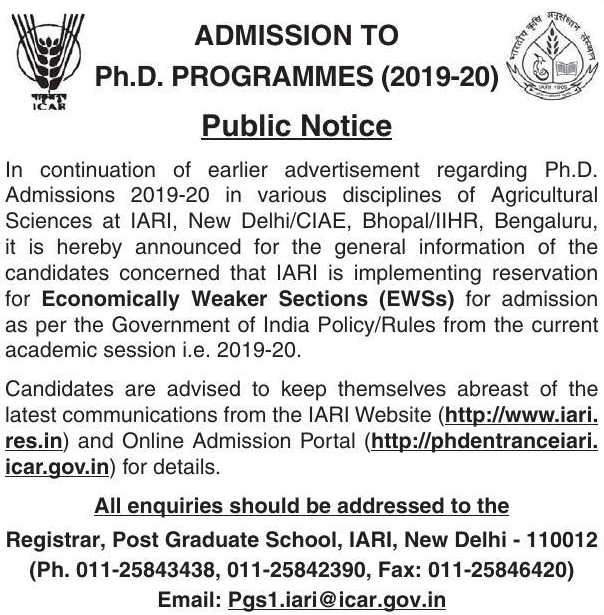 ADMISSION TO
Ph.D. PROGRAMMES (2019-20)
ICAR
भारतीय कृषि अनुसंधान संस्थान
IARI 1905
Public Notice
In continuation of earlier advertisement regarding Ph.D.
Admissions 2019-20 in various disciplines of Agricultural
Sciences at IARI, New Delhi/CIAE, Bhopal/IIHR, Bengaluru,
it is hereby announced for the general information of the
candidates concerned that IARI is implementing reservation
for Economically Weaker Sections (EWSs) for admission
as per the Government of India Policy/Rules from the current
academic session i.e. 2019-20.
Candidates are advised to keep themselves abreast of the
latest communications from the IARI Website (http://www.iari.
res.in) and Online Admission Portal (http://phdentranceiari.
icar.gov.in) for details.
All enquiries should be addressed to the
Registrar, Post Graduate School, IARI, New Delhi - 110012
(Ph. 011-25843438, 011-25842390, Fax: 011-25846420)
Email: Pgs1.iari@icar.gov.in